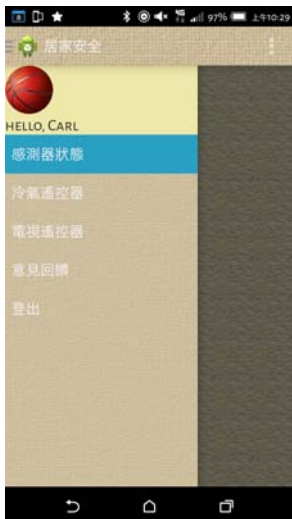 97% 上午10:29
居家安全
HELLO, CARL
感測器狀態
冷氣遙控器
電視遙控器
意見回饋
登出